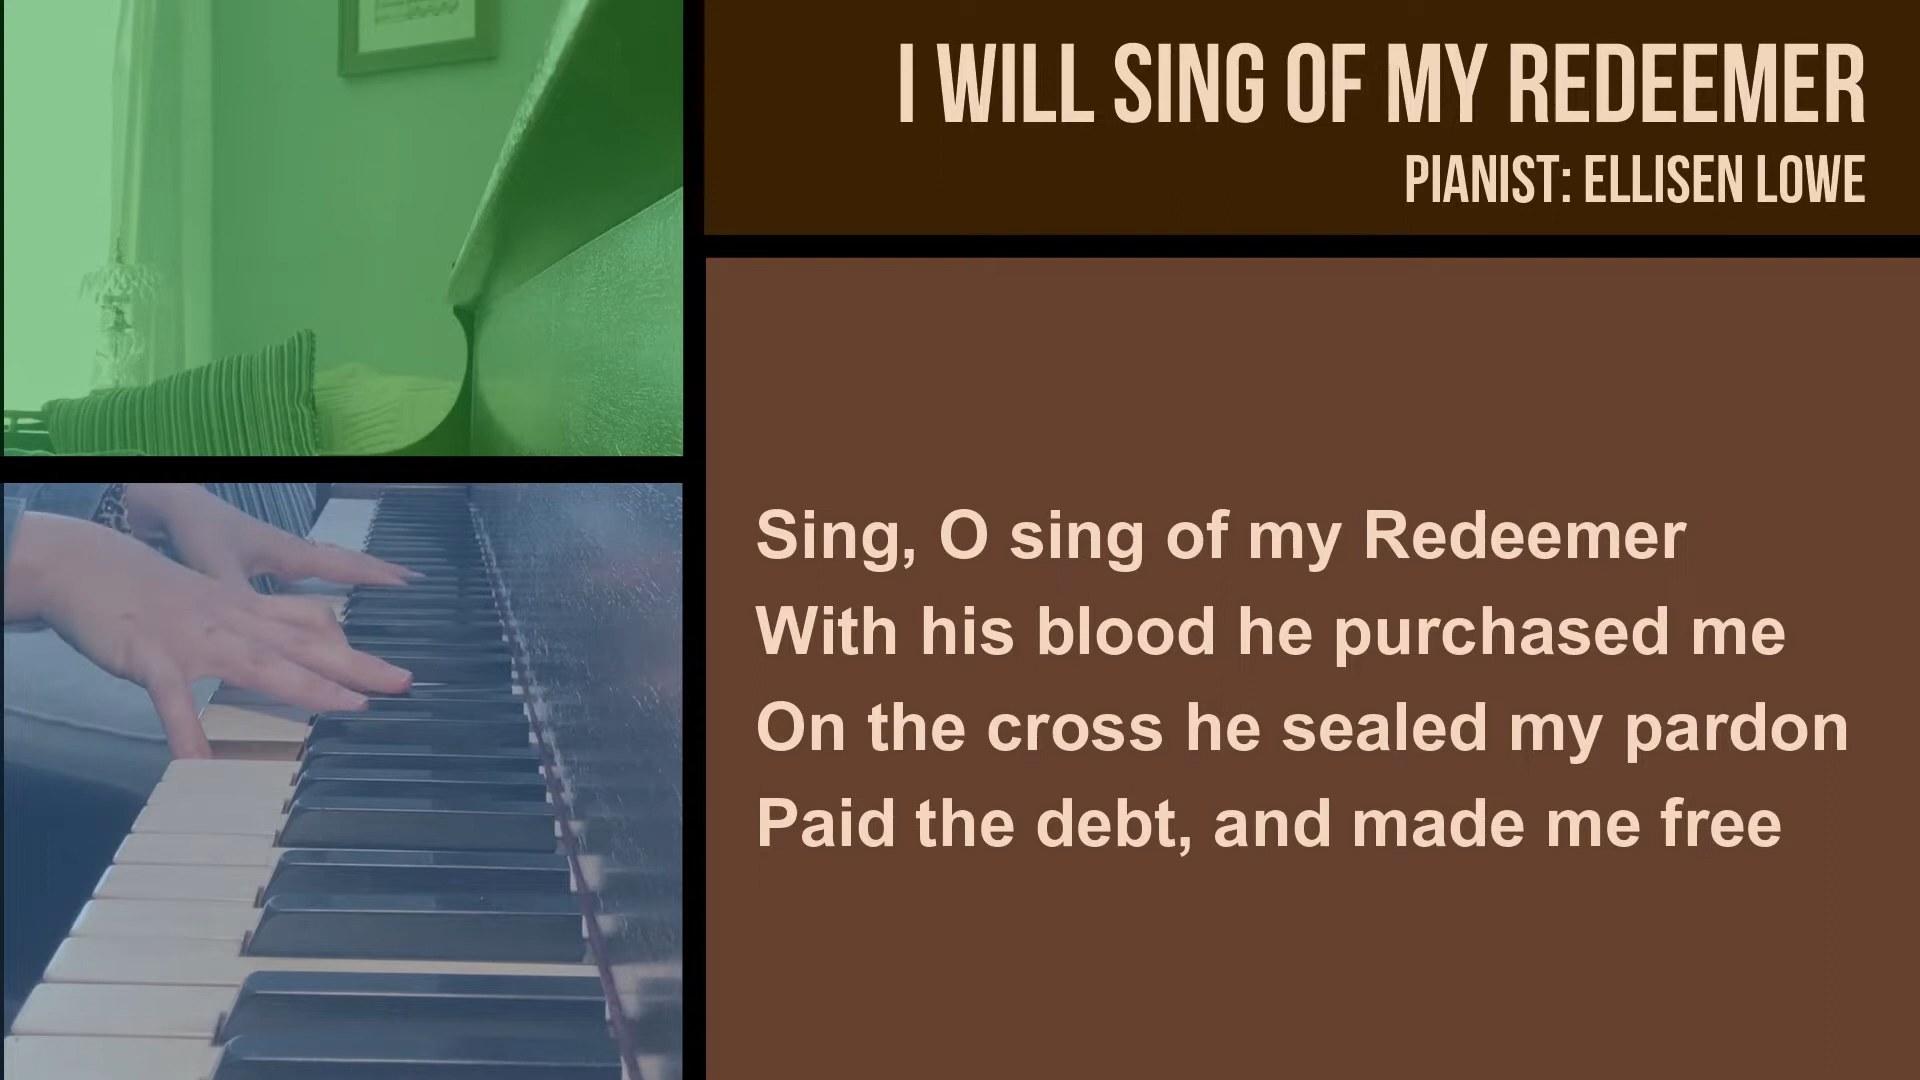 I WILL SING OF MY REDEEMER
PIANIST: ELLISEN LOWE
Sing, O sing of my Redeemer
With his blood he purchased me
On the cross he sealed my pardon
Paid the debt, and made me free